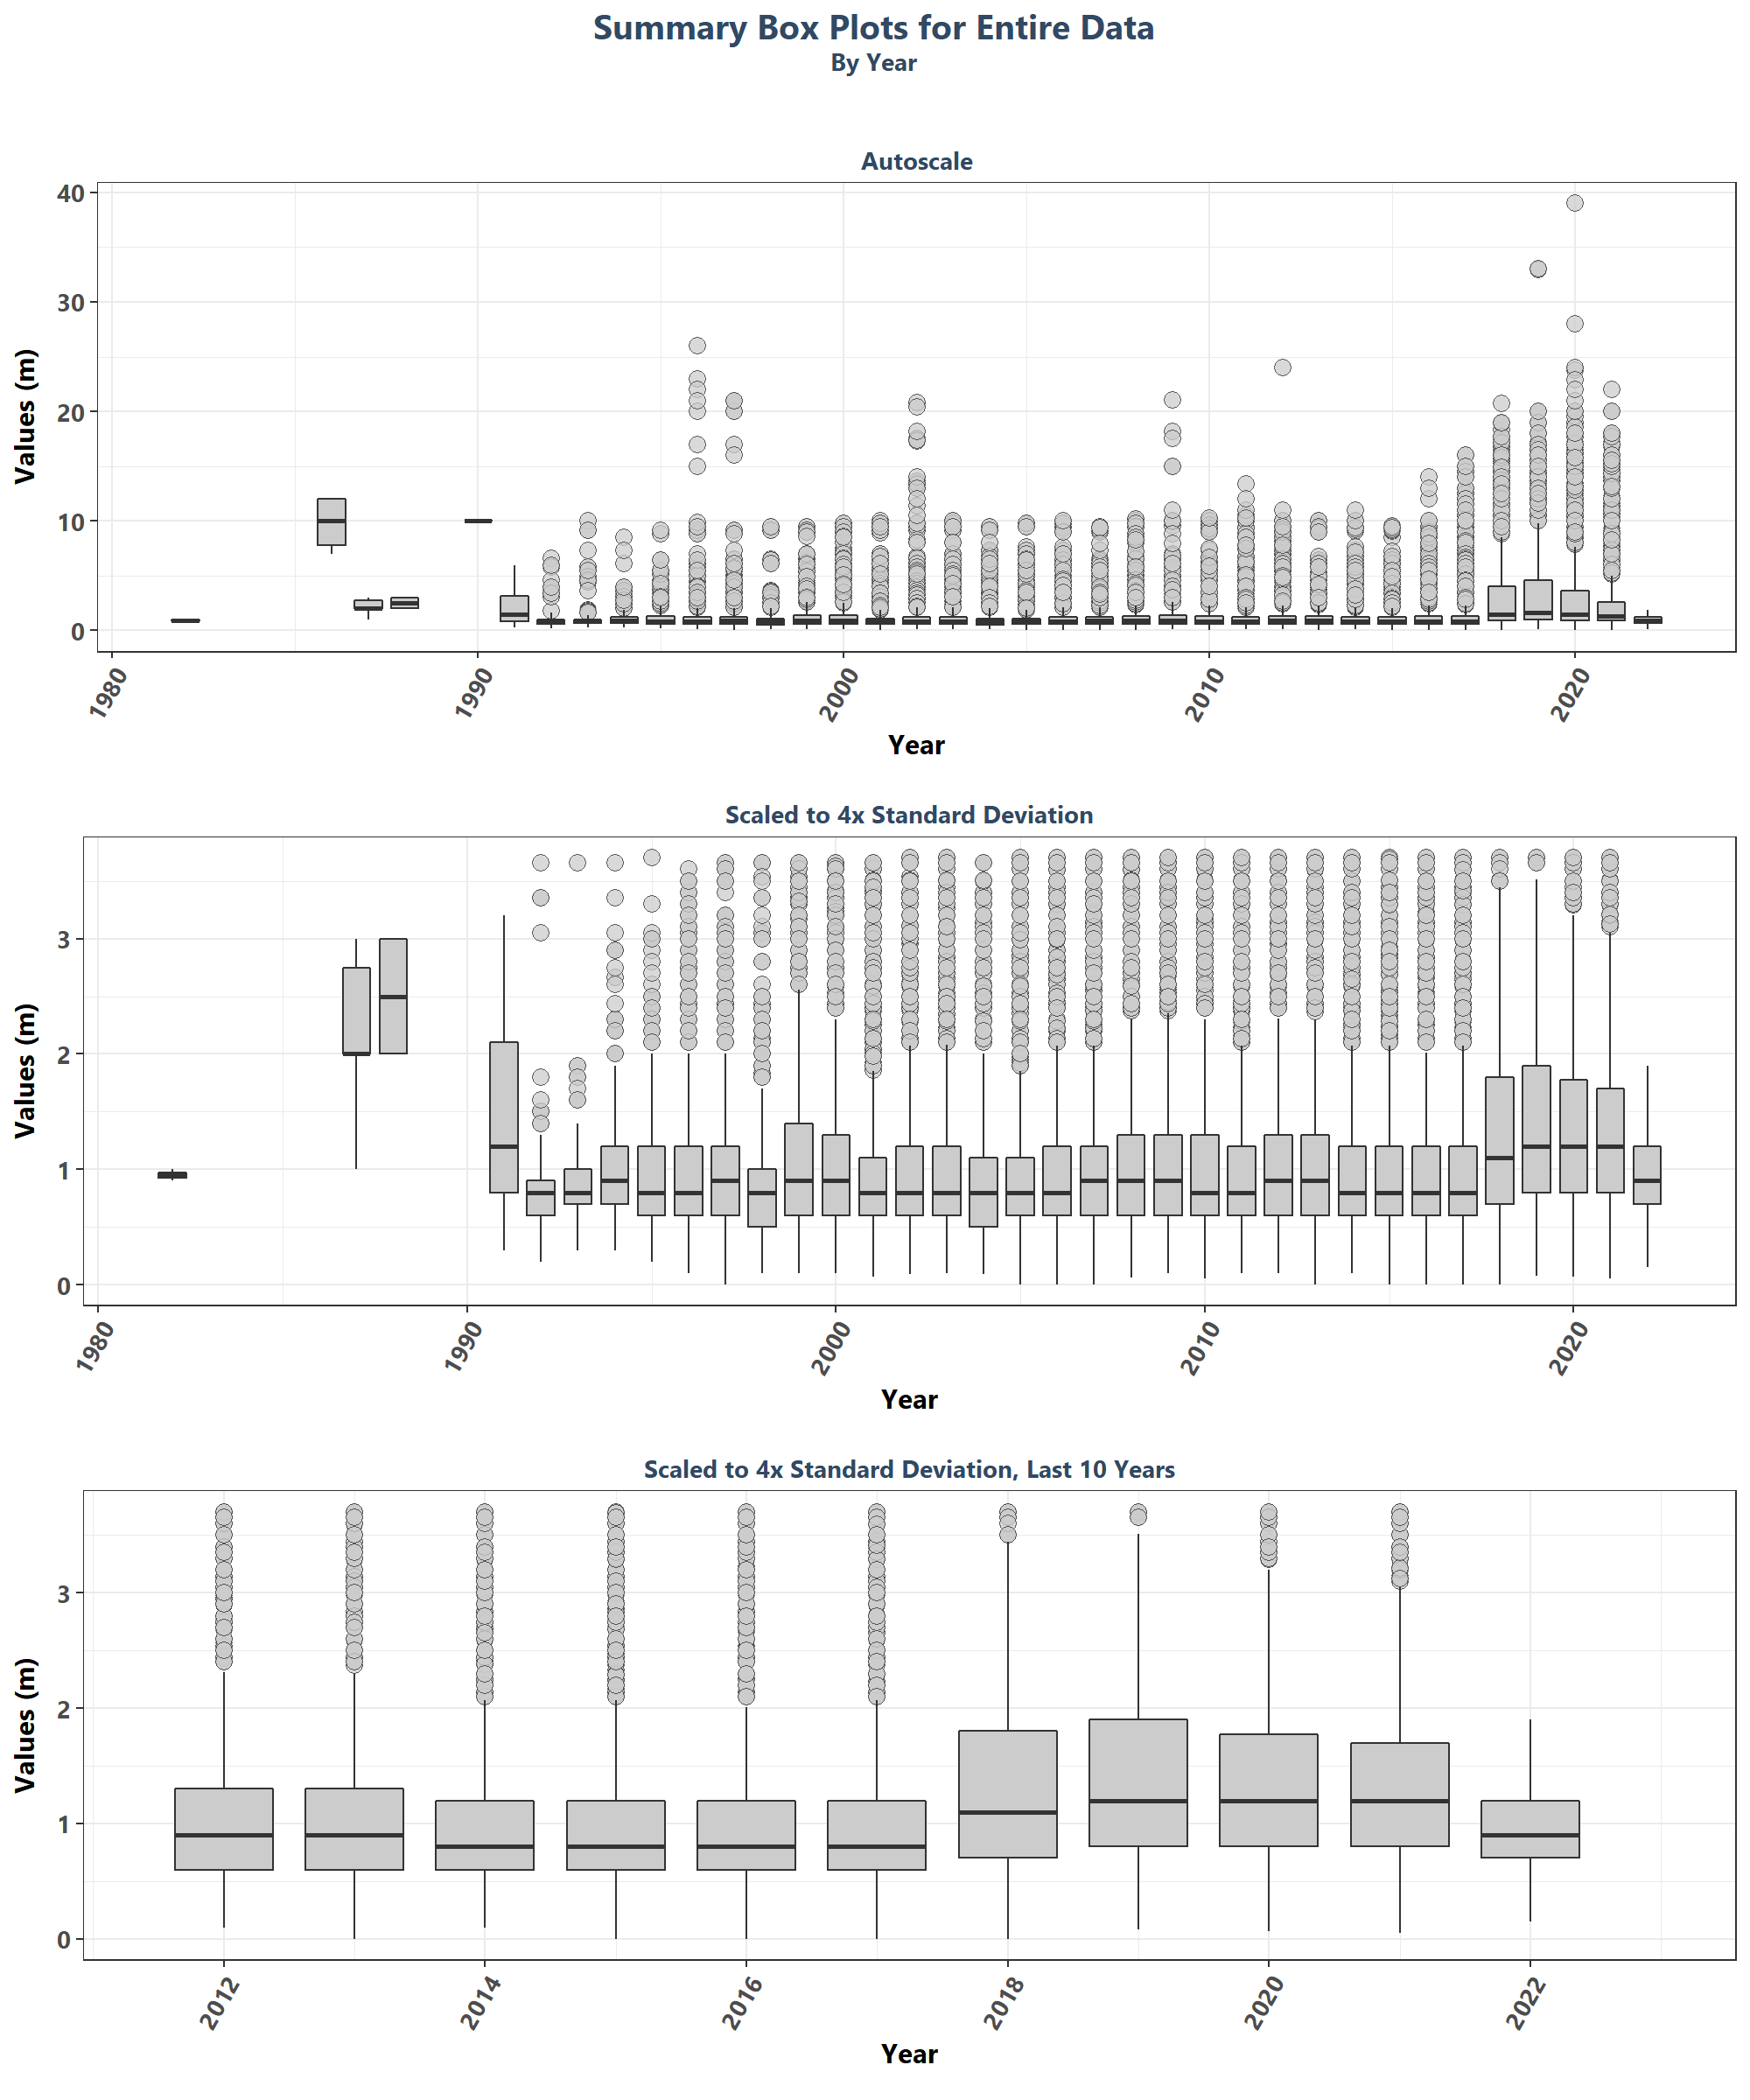 Summary Box Plots for Entire Data
By Year
Autoscale
Values (m)
40
30
20
10
0
1980
1990
2000
2010
2020
Year
Scaled to 4x Standard Deviation
Values (m)
3
2
1
0
1980
1990
2000
2010
2020
Year
Scaled to 4x Standard Deviation, Last 10 Years
Values (m)
3
2
1
0
2012
2014
2016
2018
2020
2022
Year